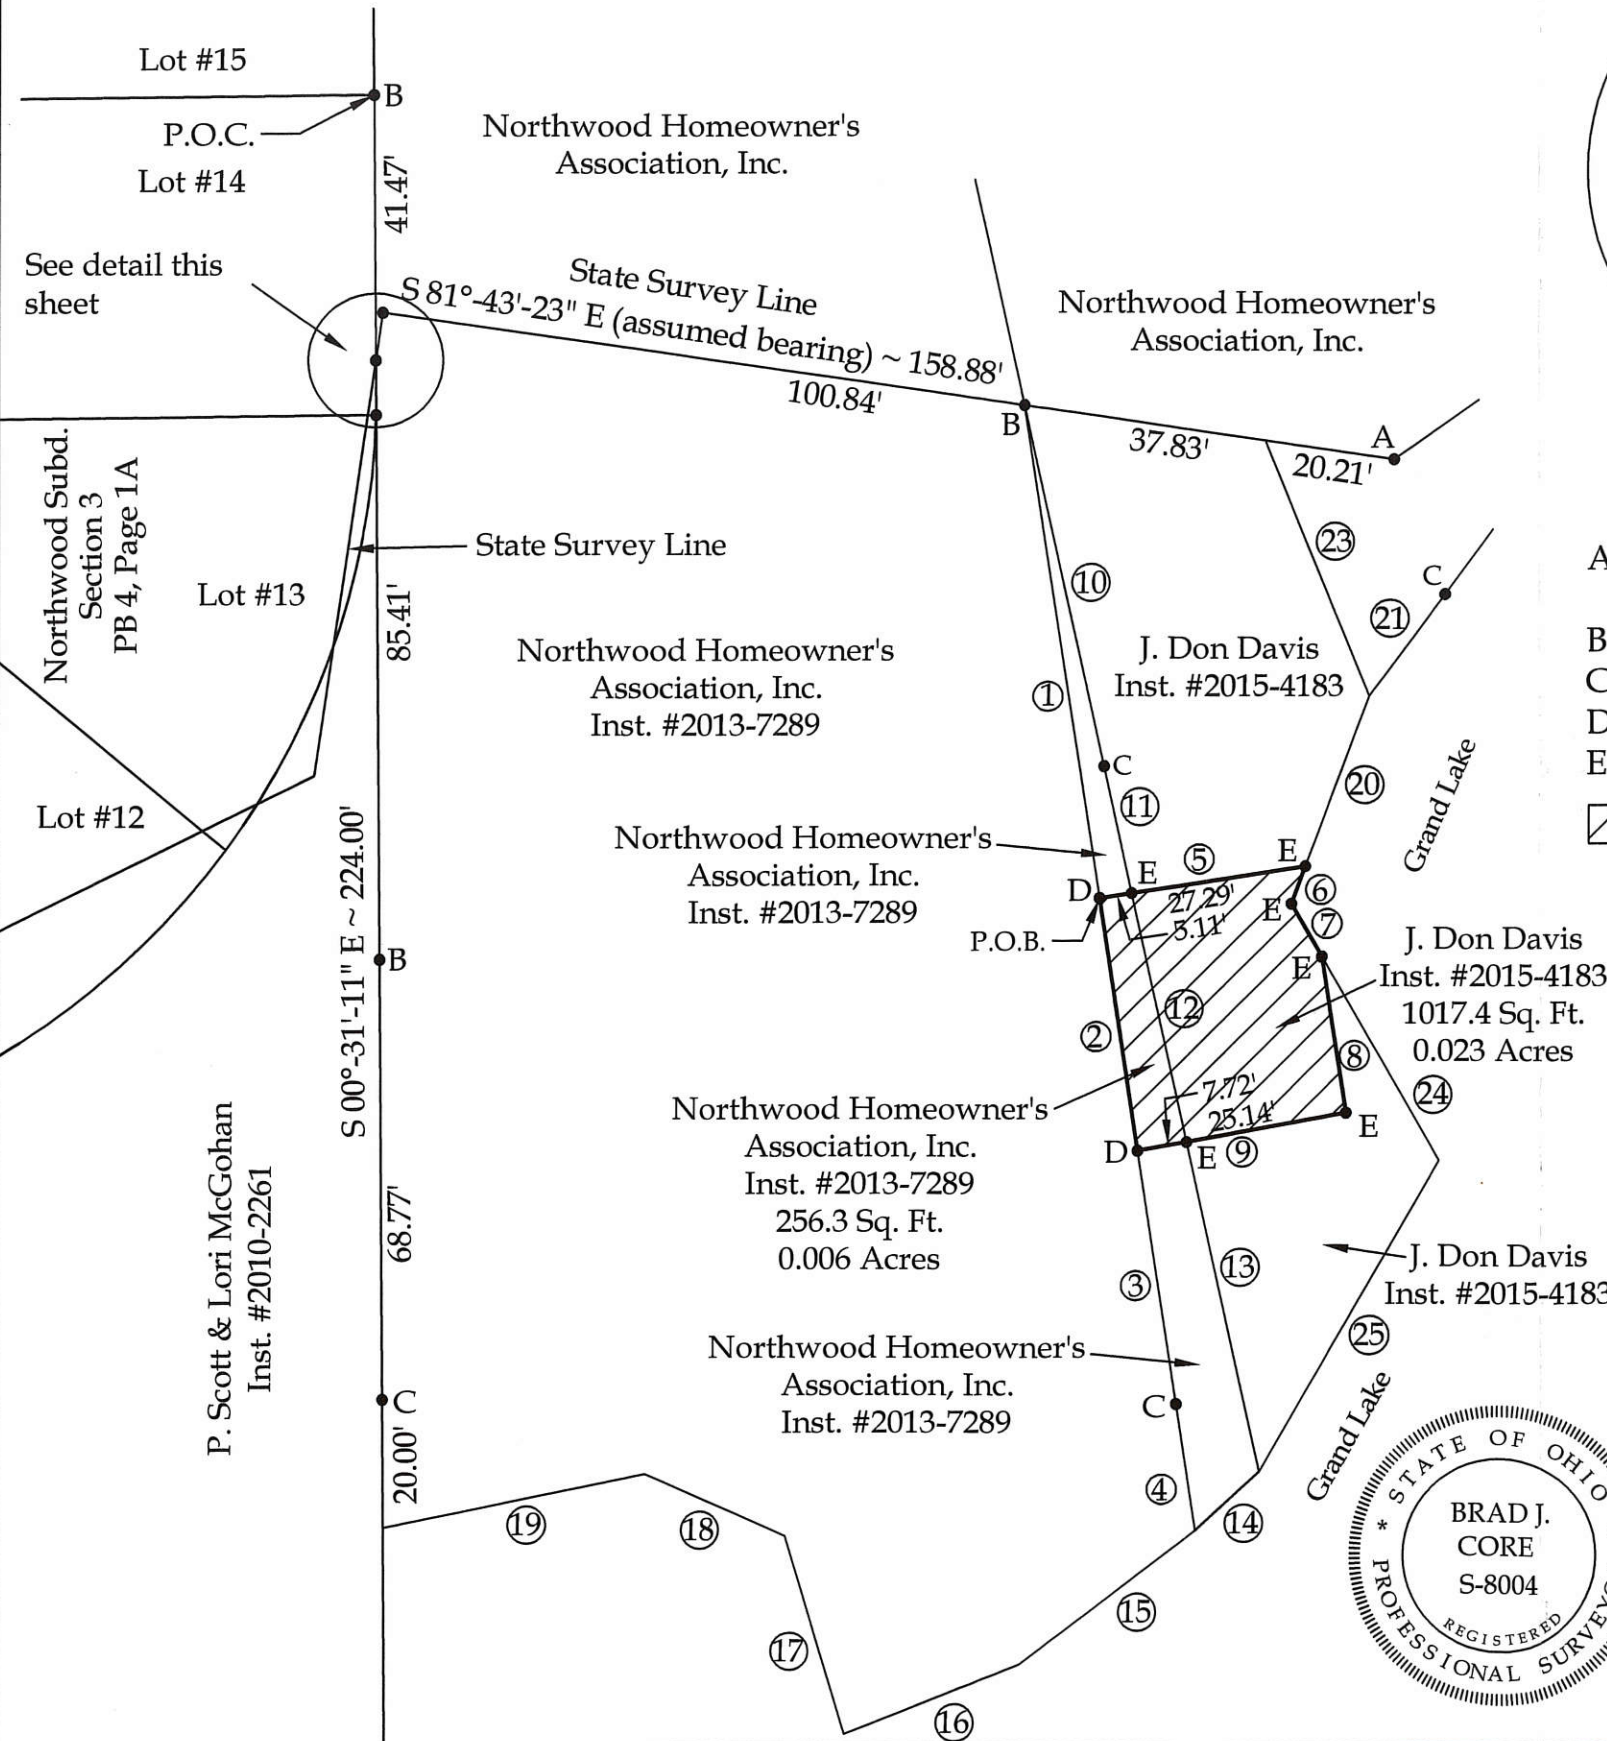 Lot #15
B
P.O.C.
Lot #14
41.47'
Northwood Homeowner's
Association, Inc.
See detail this
sheet
State Survey Line
S 81°-43'-23" E (assumed bearing) ~ 158.88'
100.84'
Northwood Homeowner's
Association, Inc.
B
37.83'
A
20.21'
Northwood Subd.
Section 3
PB 4, Page 1A
State Survey Line
Lot #13
85.41'
10
23
C
21
A
B
C
D
E
Northwood Homeowner's
Association, Inc.
Inst. #2013-7289
1
J. Don Davis
Inst. #2015-4183
C
11
20
Grand Lake
Lot #12
S 00°-31'-11" E ~ 224.00'
Northwood Homeowner's
Association, Inc.
Inst. #2013-7289
D
E
5
E
6
E
7
27.29'
5.11'
P.O.B.
E
J. Don Davis
Inst. #2015-4183
1017.4 Sq. Ft.
0.023 Acres
B
2
12
8
24
7.72'
25.14'
E
D
E
9
Northwood Homeowner's
Association, Inc.
Inst. #2013-7289
256.3 Sq. Ft.
0.006 Acres
P. Scott & Lori McGohan
Inst. #2010-2261
68.77'
3
13
J. Don Davis
Inst. #2015-4183
25
Northwood Homeowner's
Association, Inc.
Inst. #2013-7289
C
C
20.00'
4
14
Grand Lake
19
18
15
17
16
* STATE OF OHIO
BRAD J.
CORE
S-8004
REGISTERED
PROFESSIONAL